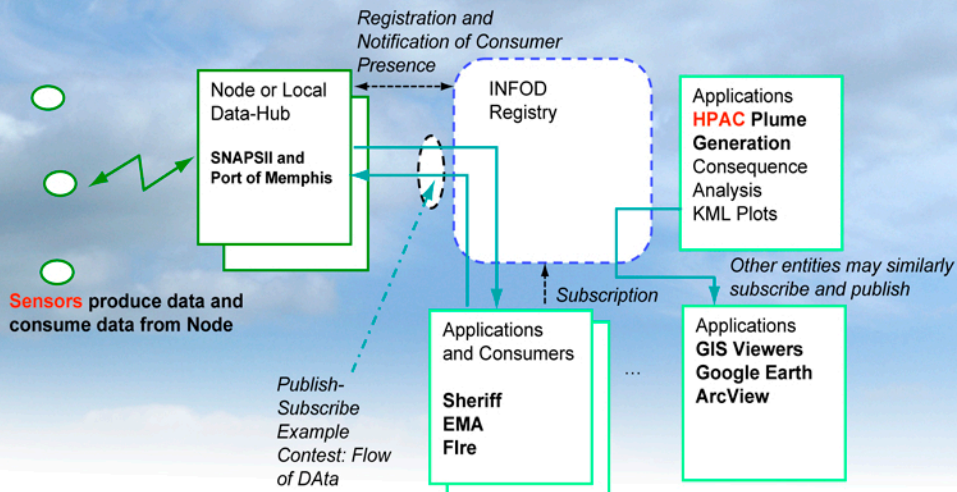 Registration and
Notification of Consumer
Presence
Node or Local
Data-Hub
SNAPSII and
Port of Memphis
INFOD
Registry
Applications
HPAC Plume
Generation
Consequence
Analysis
KML Plots
Sensors produce data and
consume data from Node
Other entities may similarly
subscribe and publish
Subscription
Applications
and Consumers
Sheriff
EMA
FIre
...
Applications
GIS Viewers
Google Earth
ArcView
Publish-
Subscribe
Example
Contest: Flow
of DAta